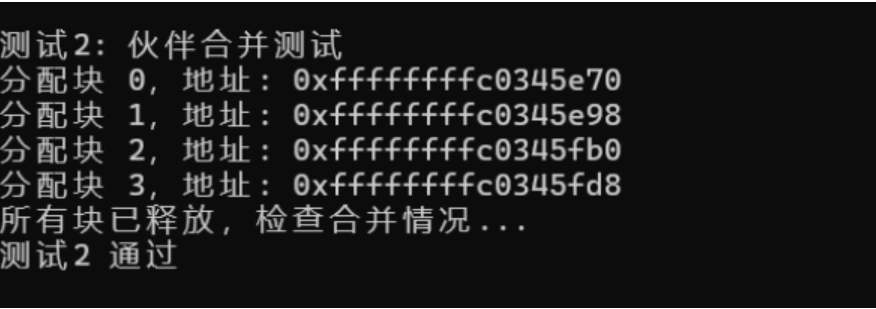 测试2: 伙伴合并测试
分配块 0, 地址: 0xffffffffc0345e70
分配块 1, 地址: 0xffffffffc0345e98
分配块 2, 地址: 0xffffffffc0345fb0
分配块 3, 地址: 0xffffffffc0345fd8
所有块已释放, 检查合并情况...
测试2 通过